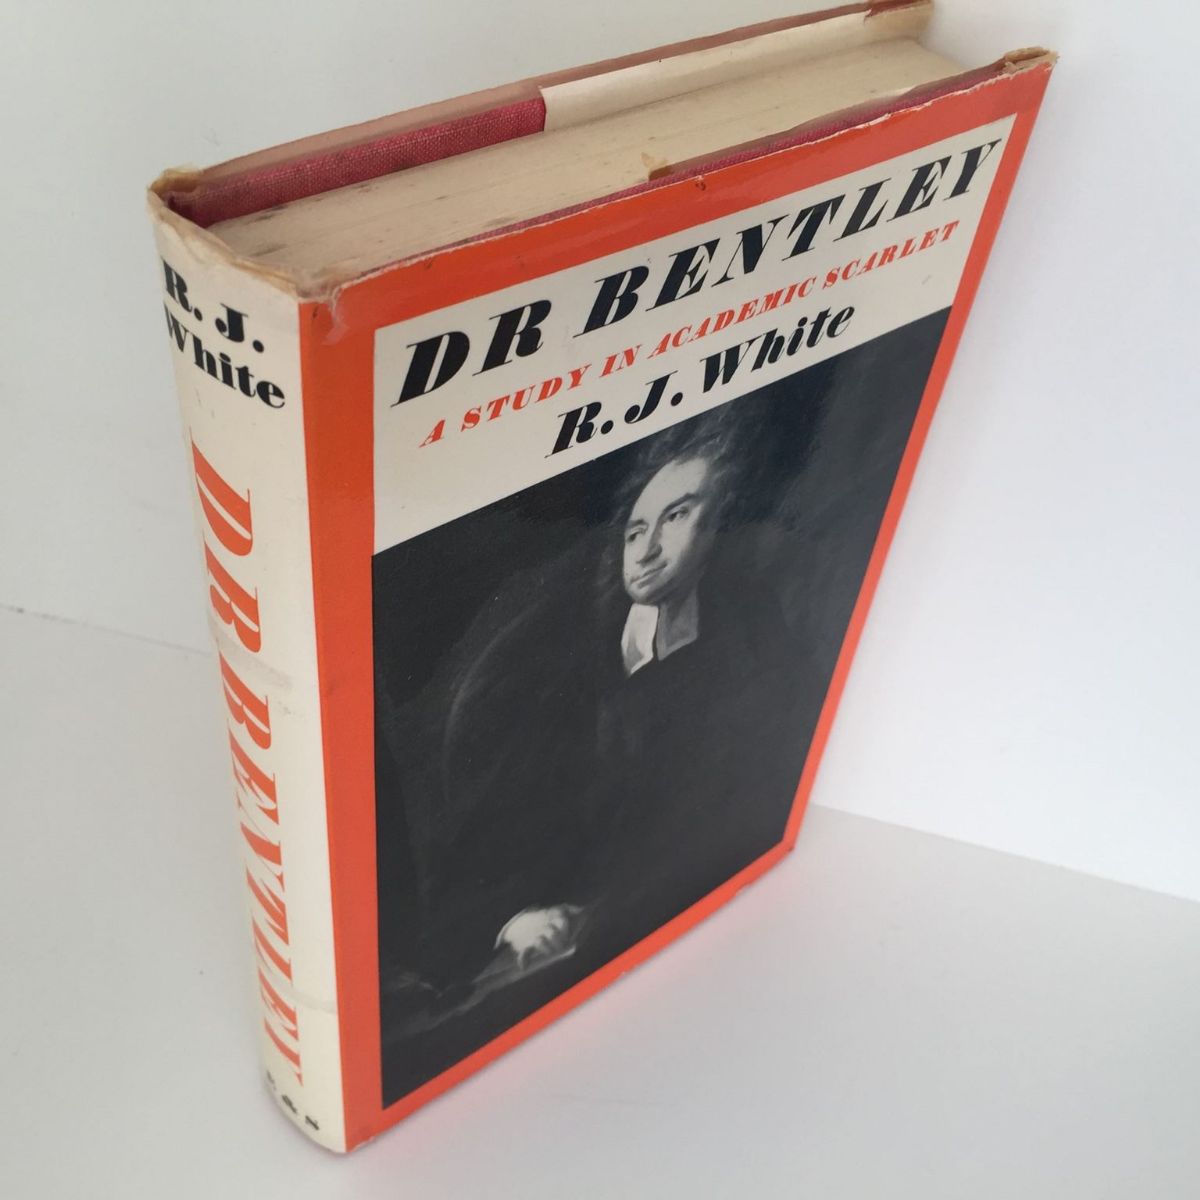 DR BENTLEY
A STUDY IN ACADEMIC SCARLET
R. J. White
R. J.
White
DR BENTLEY
& S